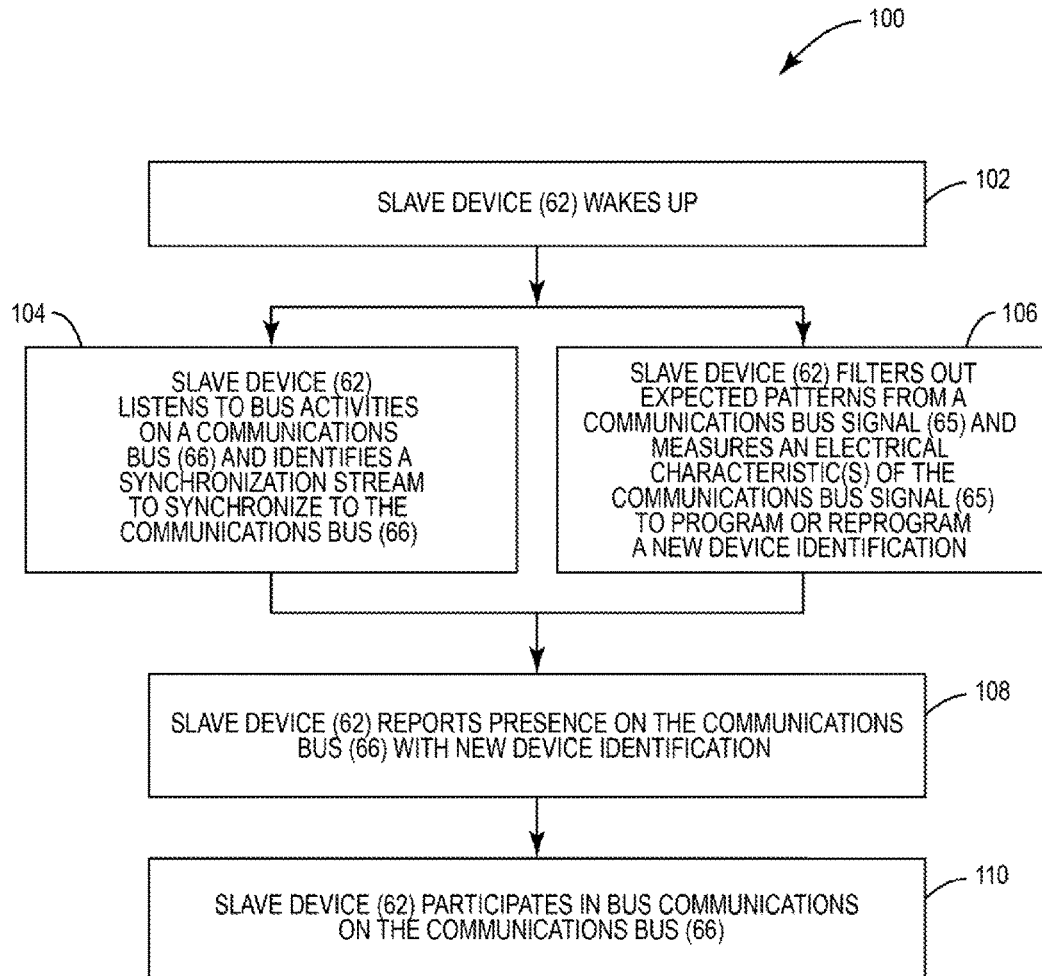 100
SLAVE DEVICE (62) WAKES UP
102
104
SLAVE DEVICE (62)
LISTENS TO BUS ACTIVITIES
ON A COMMUNICATIONS
BUS (66) AND IDENTIFIES A
SYNCHRONIZATION STREAM
TO SYNCHRONIZE TO THE
COMMUNICATIONS BUS (66)
106
SLAVE DEVICE (62) FILTERS OUT
EXPECTED PATTERNS FROM A
COMMUNICATIONS BUS SIGNAL (65) AND
MEASURES AN ELECTRICAL
CHARACTERISTIC(S) OF THE
COMMUNICATIONS BUS SIGNAL (65)
TO PROGRAM OR REPROGRAM
A NEW DEVICE IDENTIFICATION
SLAVE DEVICE (62) REPORTS PRESENCE ON THE COMMUNICATIONS
BUS (66) WITH NEW DEVICE IDENTIFICATION
108
SLAVE DEVICE (62) PARTICIPATES IN BUS COMMUNICATIONS
ON THE COMMUNICATIONS BUS (66)
110